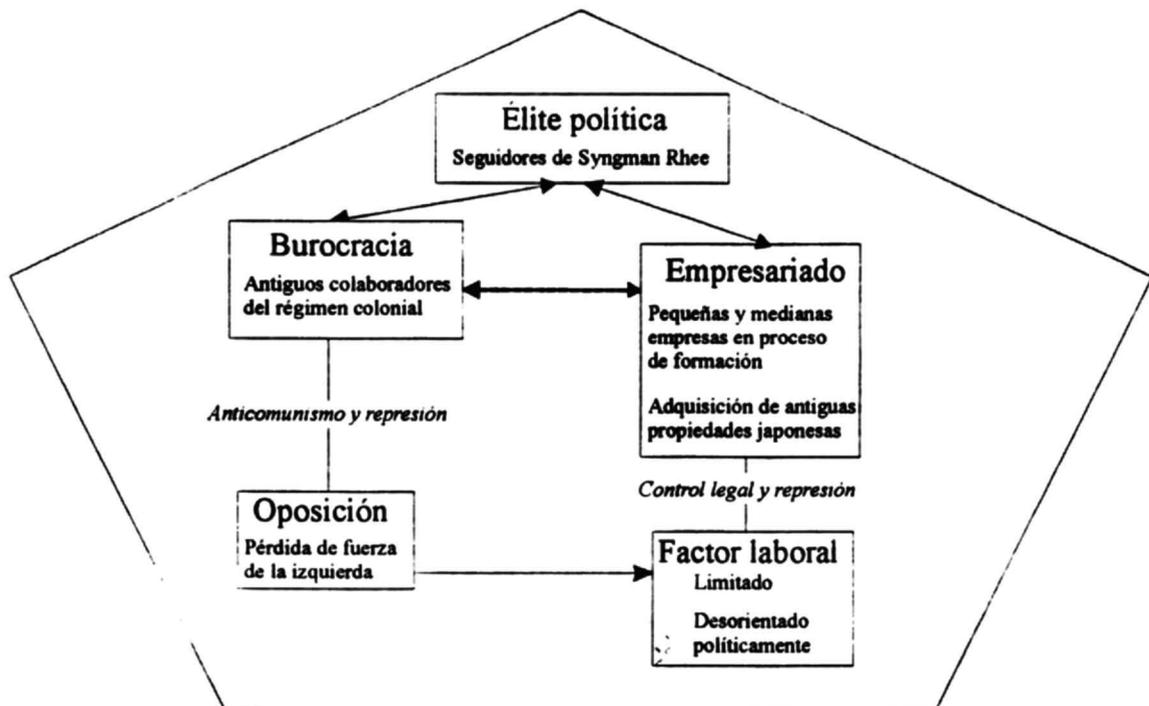 Élite política
Seguidores de Syngman Rhee
Burocracia
Antiguos colaboradores
del régimen colonial
Empresariado
Pequeñas y medianas
empresas en proceso
de formación
Adquisición de antiguas
propiedades japonesas
Anticomunismo y represión
Control legal y represión
Oposición
Pérdida de fuerza
de la izquierda
Factor laboral
Limitado
Desorientado
políticamente